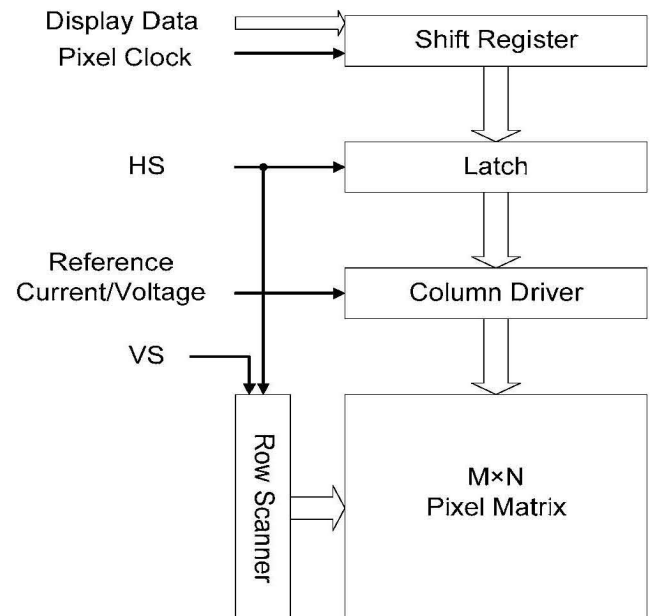 Display Data
Pixel Clock
Shift Register
HS
Latch
Reference
Current/Voltage
Column Driver
VS
Row Scanner
M×N
Pixel Matrix